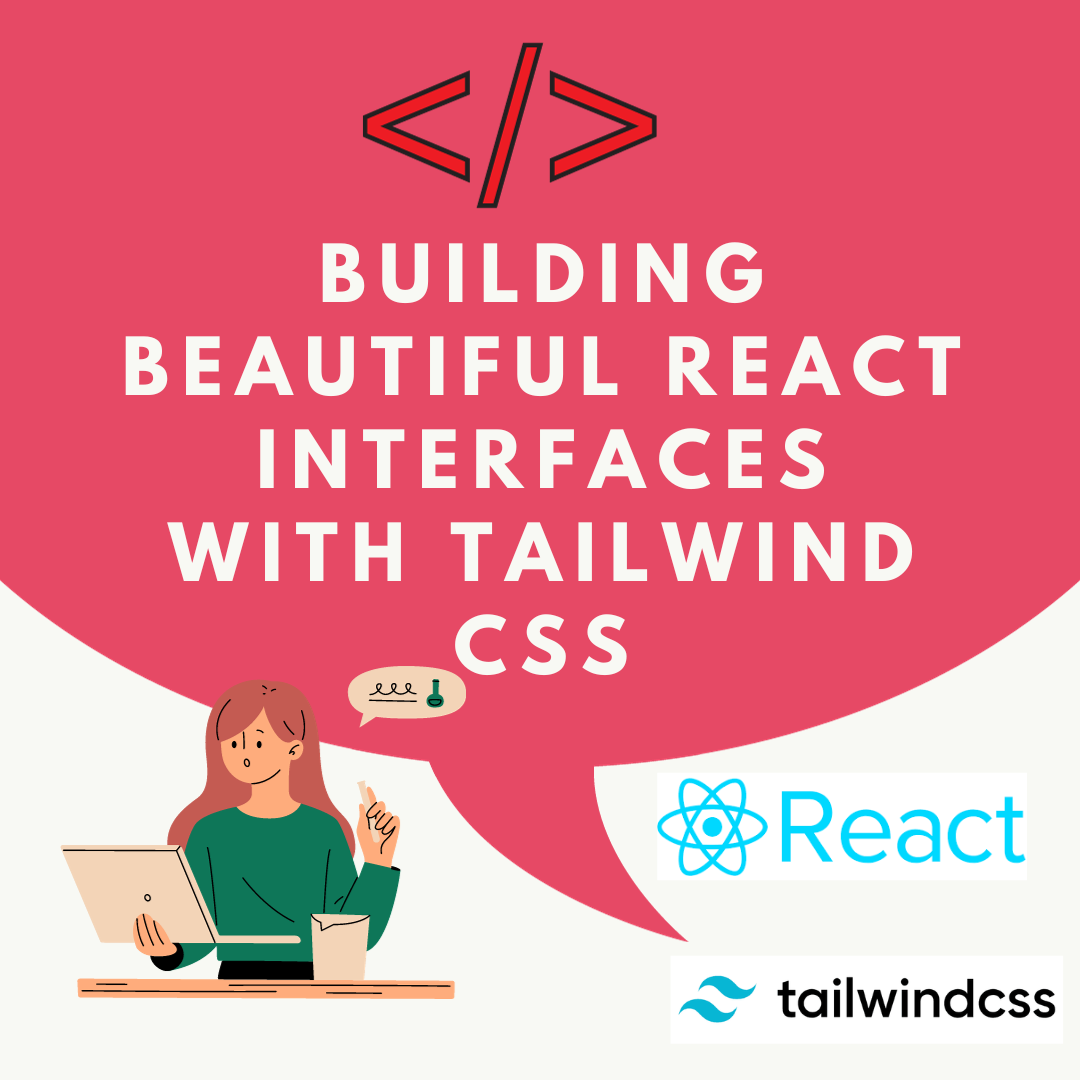 </>
BUILDING
BEAUTIFUL REACT
INTERFACES
WITH TAILWIND
CSS
React
tailwindcss